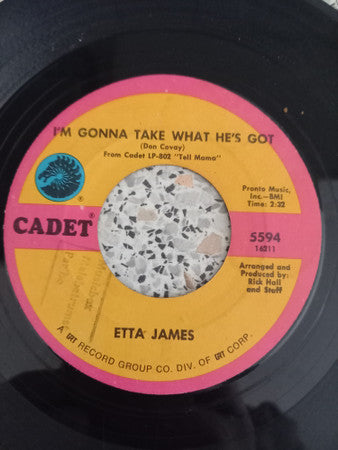 I'M GONNA TAKE WHAT HE'S GOT
(Don Covay)
From Cadet LP-802 "Tell Mama"
Pronto Music,
Inc.—BMI
Time: 2:32
®
CADET®
5594
16211
Arranged and
Produced by:
Rick Hall
and Staff
ETTA JAMES
A GRT RECORD GROUP CO. DIV. OF GRT CORP.